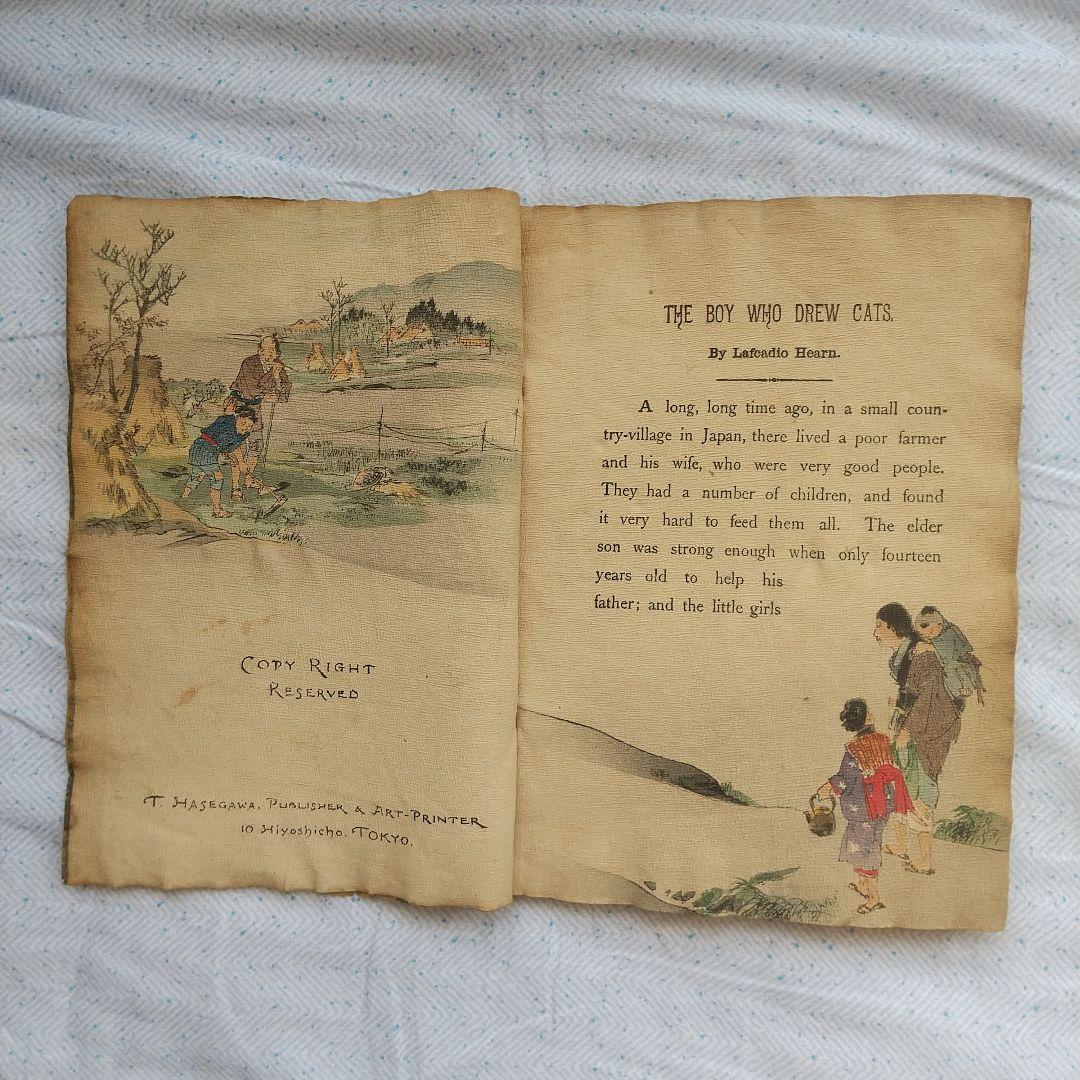 COPY RIGHT
RESERVED
T. HASEGAWA. PUBLISHER & ART-PRINTER
10 Hiyoshicho. TOKYO.
THE BOY WHO DREW CATS.
By Lafcadio Hearn.
A long, long time ago, in a small coun-
try-village in Japan, there lived a poor farmer
and his wife, who were very good people.
They had a number of children, and found
it very hard to feed them all. The elder
son was strong enough when only fourteen
years old to help his
father; and the little girls